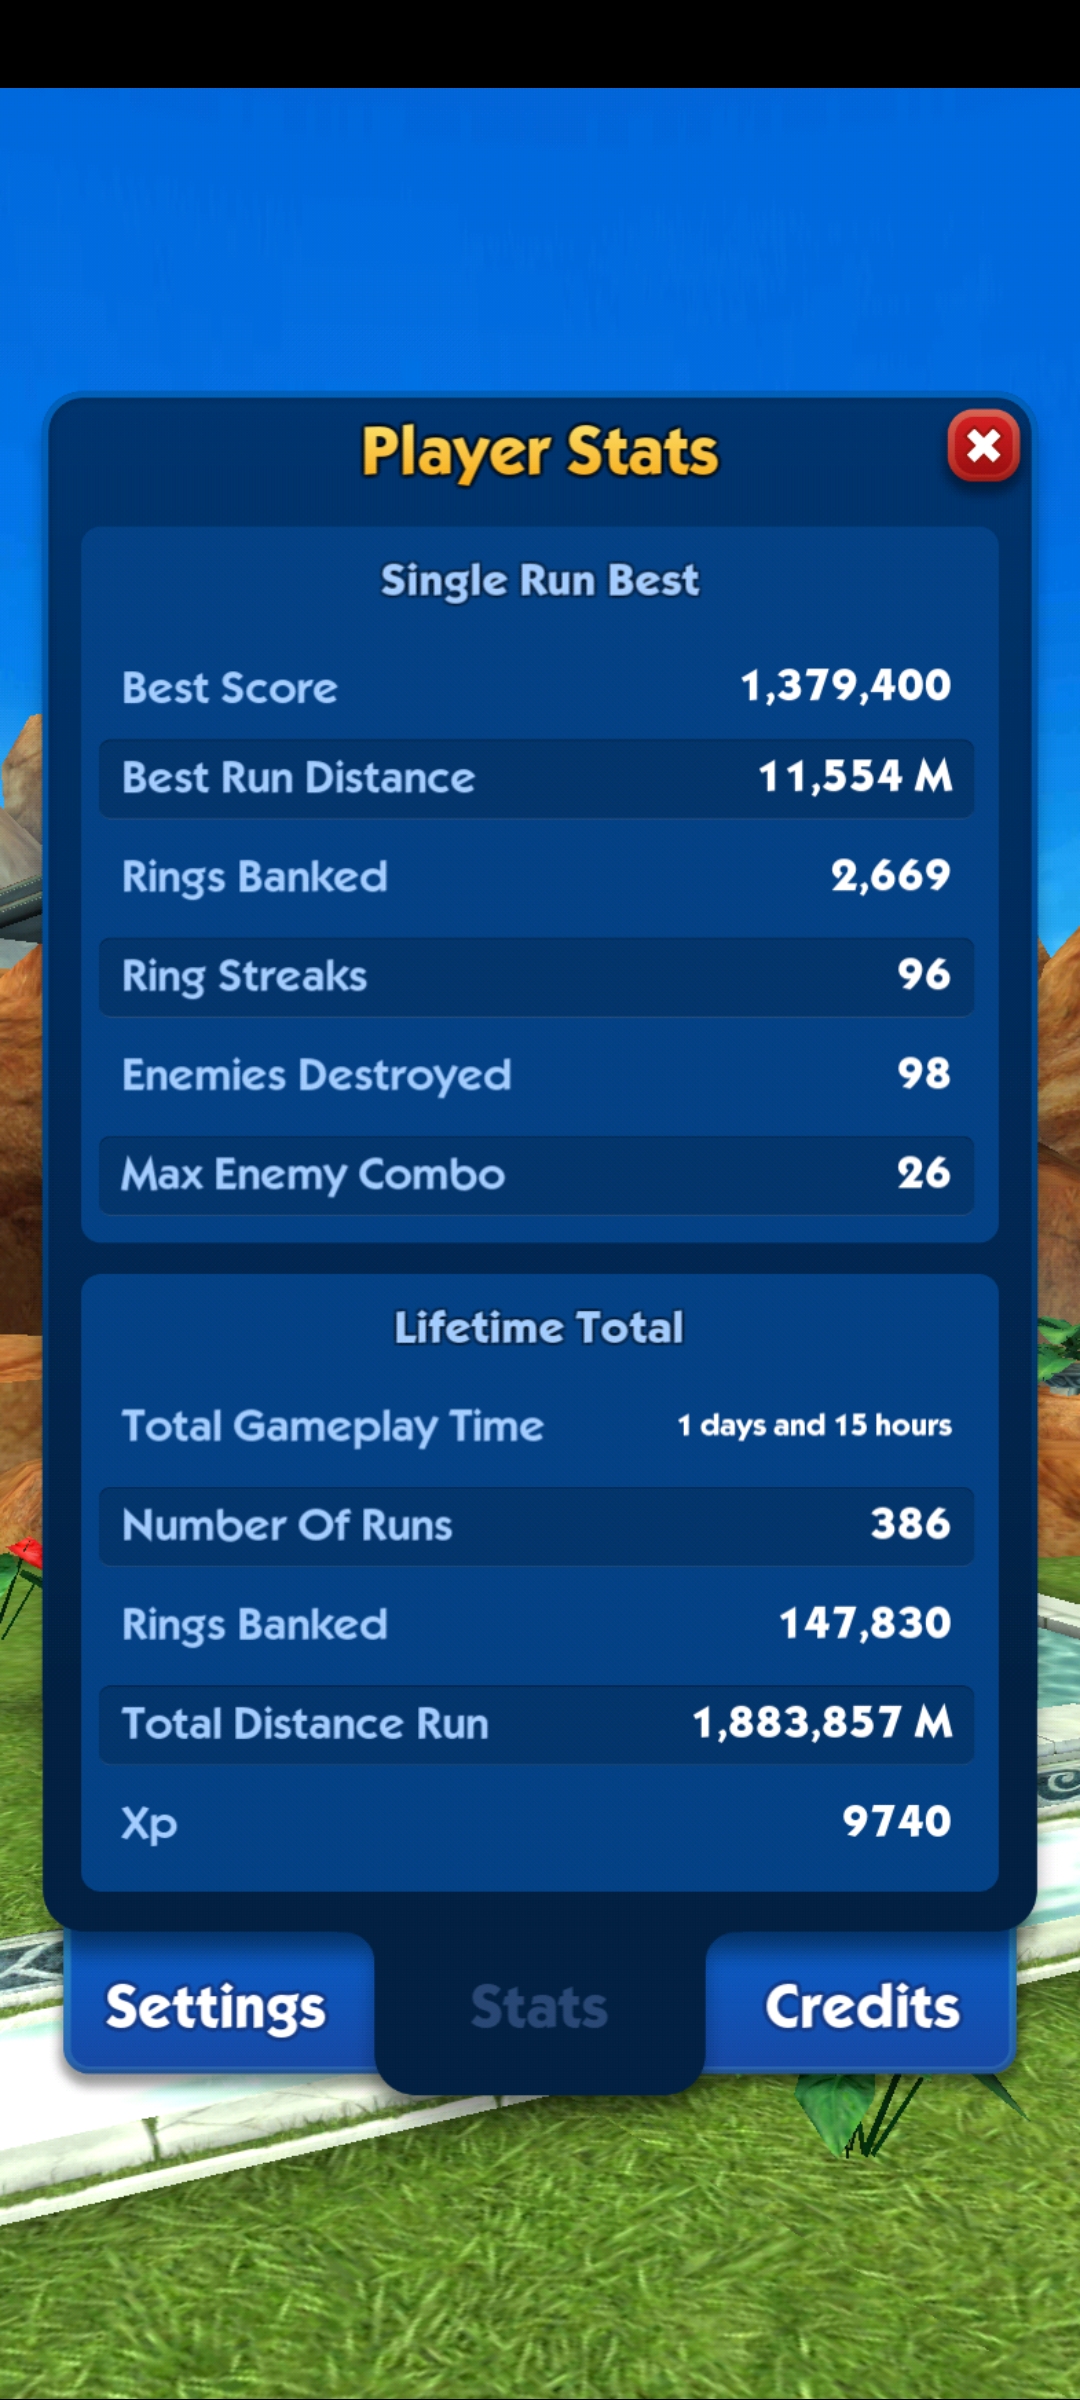 Player Stats
Single Run Best
Best Score 1,379,400
Best Run Distance 11,554 M
Rings Banked 2,669
Ring Streaks 96
Enemies Destroyed 98
Max Enemy Combo 26
Lifetime Total
Total Gameplay Time 1 days and 15 hours
Number Of Runs 386
Rings Banked 147,830
Total Distance Run 1,883,857 M
Xp 9740
Settings Stats Credits